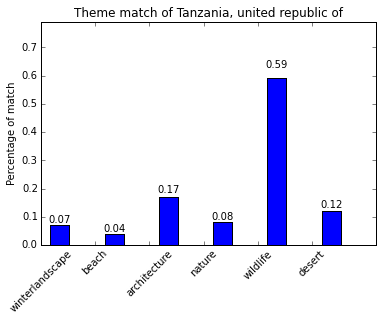 Theme match of Tanzania, united republic of
Percentage of match
0.7
0.6
0.5
0.4
0.3
0.2
0.1
0.0
0.07
0.04
0.17
0.08
0.59
0.12
winterlandscape
beach
architecture
nature
wildlife
desert